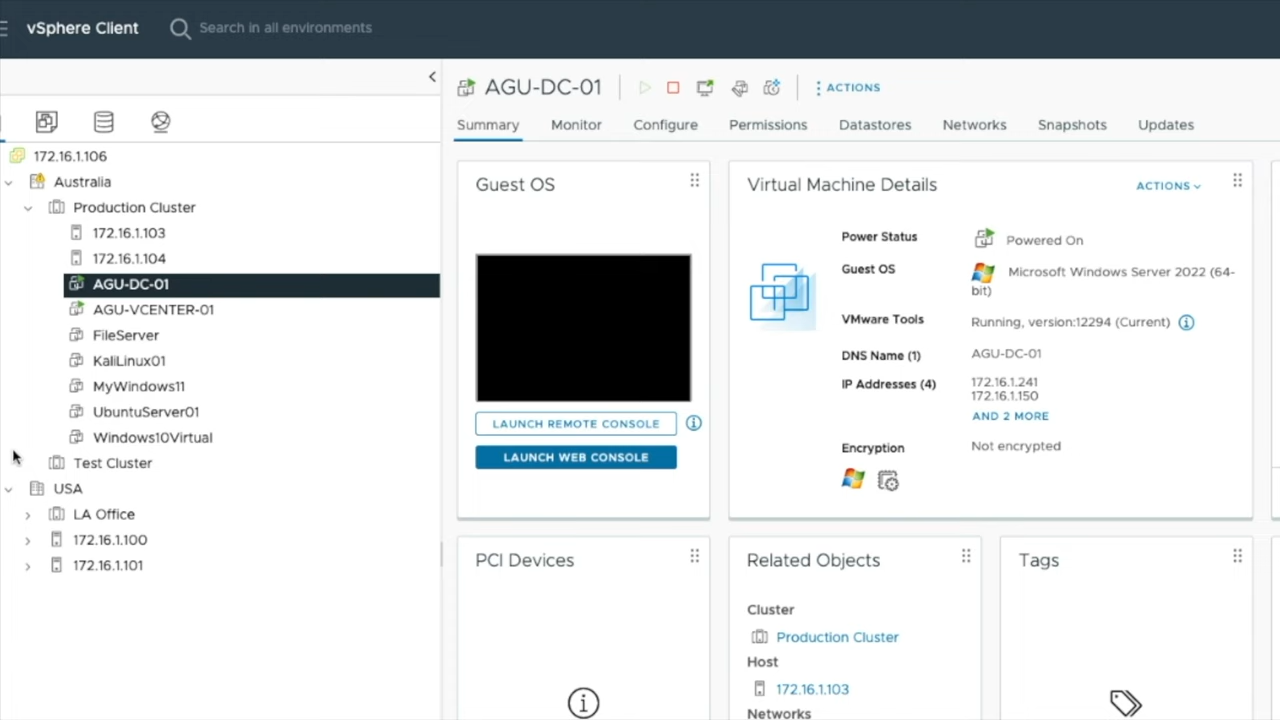 vSphere Client
Search in all environments
172.16.1.106
Australia
Production Cluster
172.16.1.103
172.16.1.104
AGU-DC-01
AGU-VCENTER-01
FileServer
KaliLinux01
MyWindows11
UbuntuServer01
Windows10Virtual
Test Cluster
USA
LA Office
172.16.1.100
172.16.1.101
AGU-DC-01
ACTIONS
Summary Monitor Configure Permissions Datastores Networks Snapshots Updates
Guest OS
LAUNCH REMOTE CONSOLE
LAUNCH WEB CONSOLE
Virtual Machine Details
ACTIONS
Power Status Powered On
Guest OS Microsoft Windows Server 2022 (64-
bit)
VMware Tools Running, version:12294 (Current)
DNS Name (1) AGU-DC-01
IP Addresses (4) 172.16.1.241
172.16.1.150
AND 2 MORE
Encryption Not encrypted
PCI Devices
Related Objects
Cluster
Production Cluster
Host
172.16.1.103
Networks
Tags